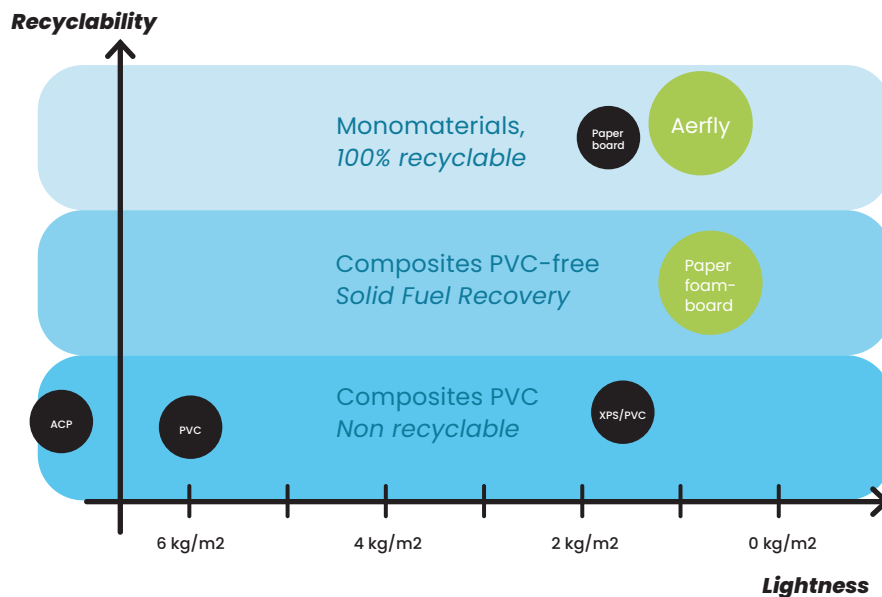 Recyclability
Monomaterials,
100% recyclable
Paper
board
Aerfly
Composites PVC-free
Solid Fuel Recovery
Paper
foam-
board
Composites PVC
Non recyclable
ACP
PVC
XPS/PVC
6 kg/m2
4 kg/m2
2 kg/m2
0 kg/m2
Lightness